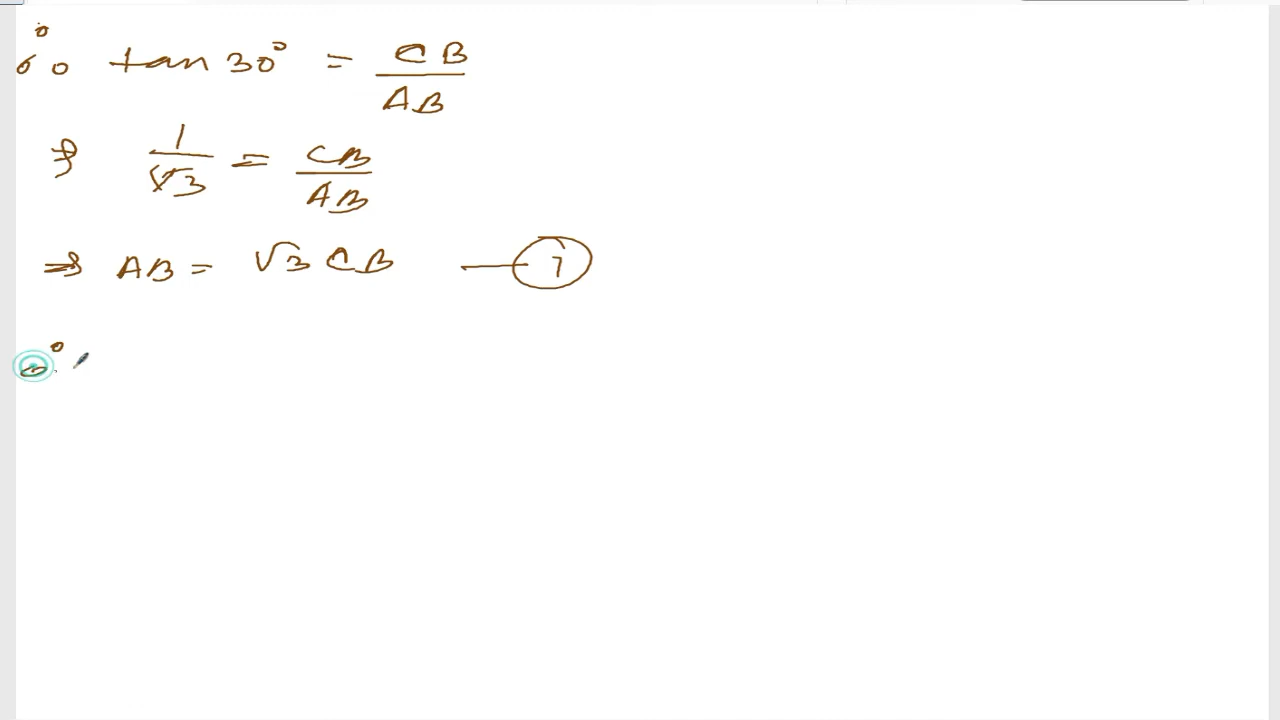 ∴ tan 30° = CB/AB
⇒ 1/√3 = CB/AB
⇒ AB = √3 CB — 1
∴